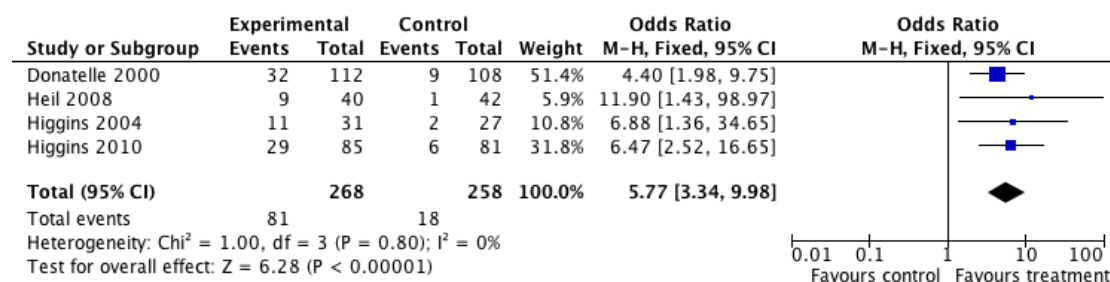 Experimental Control Odds Ratio Odds Ratio
Study or Subgroup Events Total Events Total Weight M-H, Fixed, 95% CI M-H, Fixed, 95% CI
Donatelle 2000 32 112 9 108 51.4% 4.40 [1.98, 9.75]
Heil 2008 9 40 1 42 5.9% 11.90 [1.43, 98.97]
Higgins 2004 11 31 2 27 10.8% 6.88 [1.36, 34.65]
Higgins 2010 29 85 6 81 31.8% 6.47 [2.52, 16.65]
Total (95% CI) 268 258 100.0% 5.77 [3.34, 9.98]
Total events 81 18
Heterogeneity: Chi² = 1.00, df = 3 (P = 0.80); I² = 0%
Test for overall effect: Z = 6.28 (P < 0.00001)
0.01 0.1 1 10 100
Favours control Favours treatment